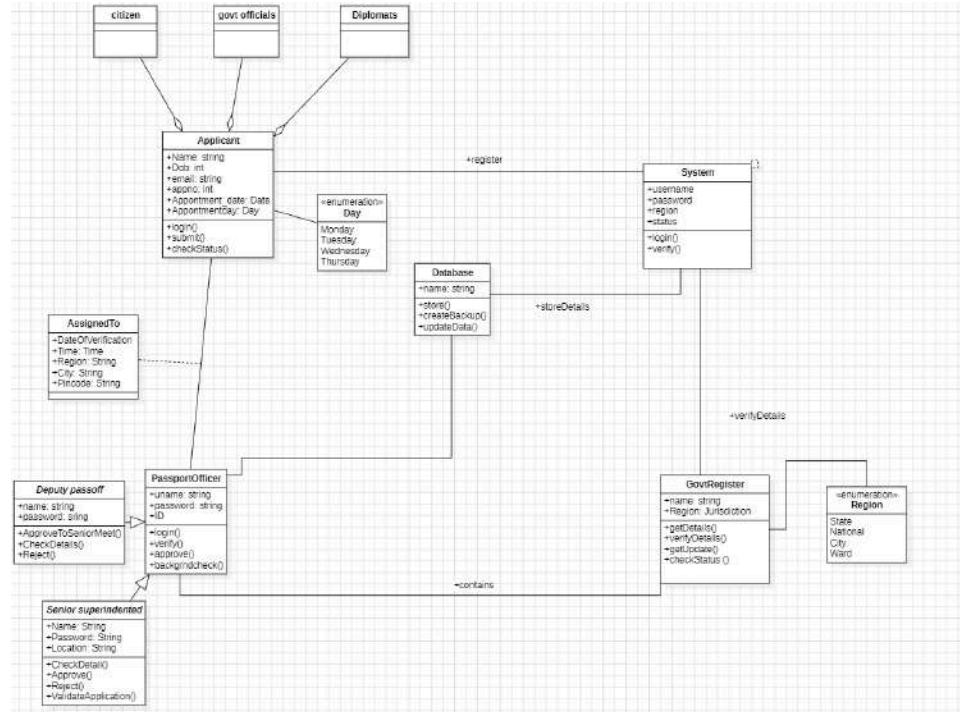 citizen
govt officials
Diplomats
Applicant
+Name: string
+Dob: int
+email: string
+appno: int
+Appontment_date: Date
+Appontmentday: Day
+login()
+submit()
+checkStatus()
«enumeration»
Day
Monday
Tuesday
Wednesday
Thursday
+register
System
+username
+password
+region
+status
+login()
+verify()
Database
+name: string
+store()
+createBackup()
+updateData()
+storeDetails
AssignedTo
+DateOfVerification
+Time: Time
+Region: String
+City: String
+Pincode: String
+verifyDetails
PassportOfficer
+uname: string
+password: string
+ID
+login()
+verify()
+approve()
+backgrndcheck()
Deputy passoff
+name: string
+password: sring
+ApproveToSeniorMeet()
+CheckDetails()
+Reject()
GovtRegister
+name: string
+Region: Jurisdiction
+getDetails()
+verifyDetails()
+getUpdate()
+checkStatus ()
«enumeration»
Region
State
National
City
Ward
+contains
Senior superindented
+Name: String
+Password: String
+Location: String
+CheckDetail()
+Approve()
+Reject()
+ValidateApplication()